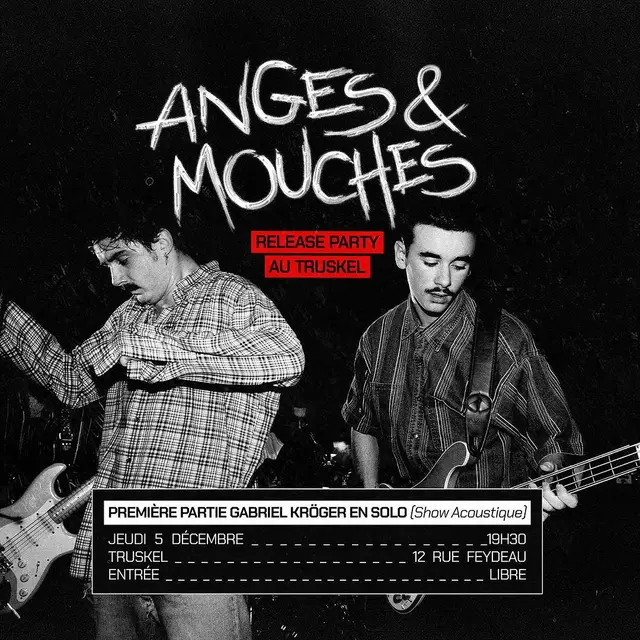 ANGES &
MOUCHES
RELEASE PARTY
AU TRUSKEL
PREMIÈRE PARTIE GABRIEL KRÖGER EN SOLO (Show Acoustique)
JEUDI 5 DÉCEMBRE _ _ _ _ _ _ _ _ _ _ _ _ _ _ _ _ _ _ 19H30
TRUSKEL _ _ _ _ _ _ _ _ _ _ _ _ _ _ _ _ _ _ 12 RUE FEYDEAU
ENTRÉE _ _ _ _ _ _ _ _ _ _ _ _ _ _ _ _ _ _ _ _ _ _ _ _ LIBRE